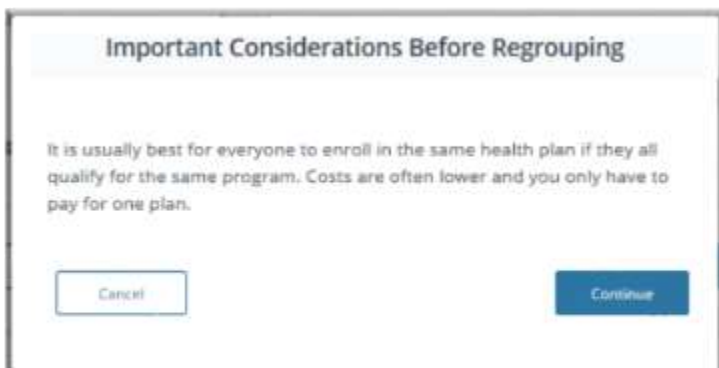 Important Considerations Before Regrouping
It is usually best for everyone to enroll in the same health plan if they all
qualify for the same program. Costs are often lower and you only have to
pay for one plan.
Cancel
Continue